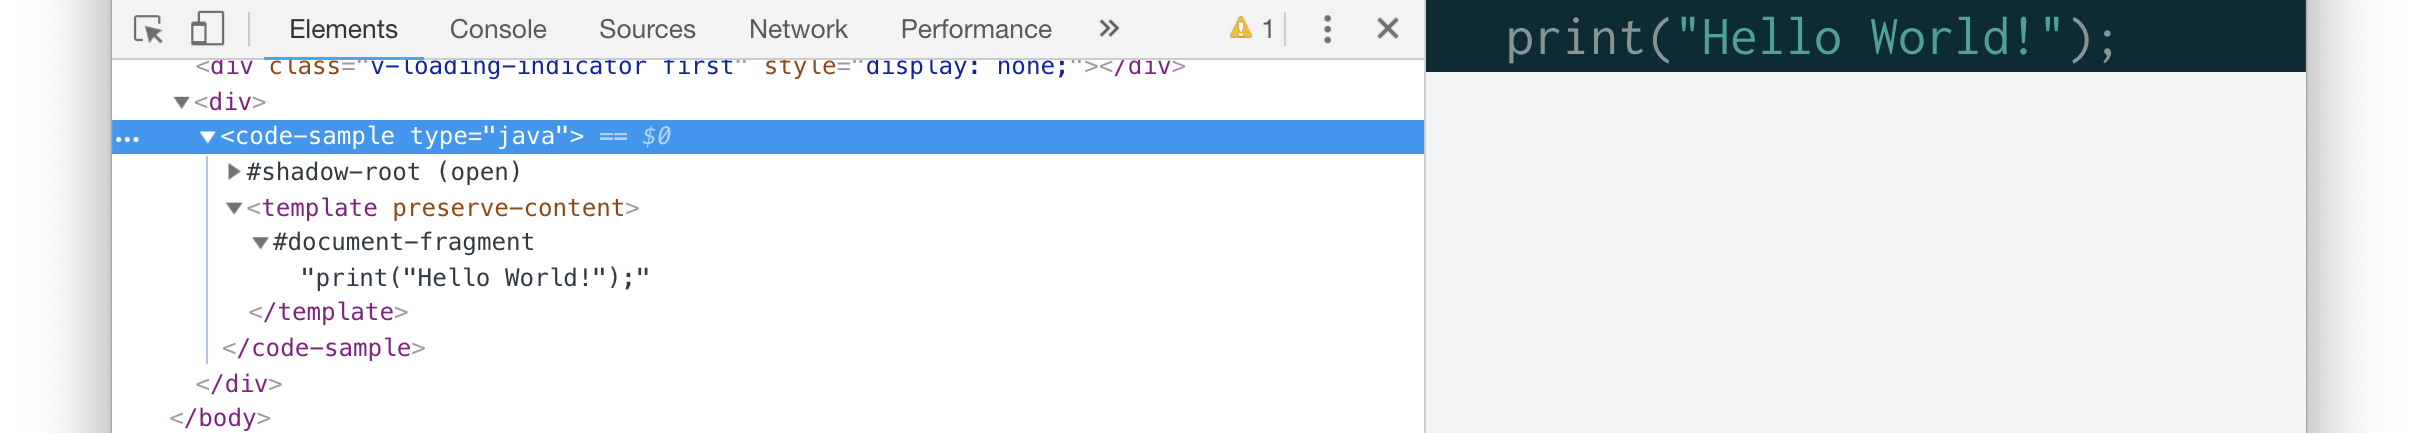 Elements Console Sources Network Performance » 1
<div class="v-loading-indicator first" style="display: none;"></div>
<div>
… <code-sample type="java"> == $0
#shadow-root (open)
<template preserve-content>
#document-fragment
"print("Hello World!");"
</template>
</code-sample>
</div>
</body>
print("Hello World!");